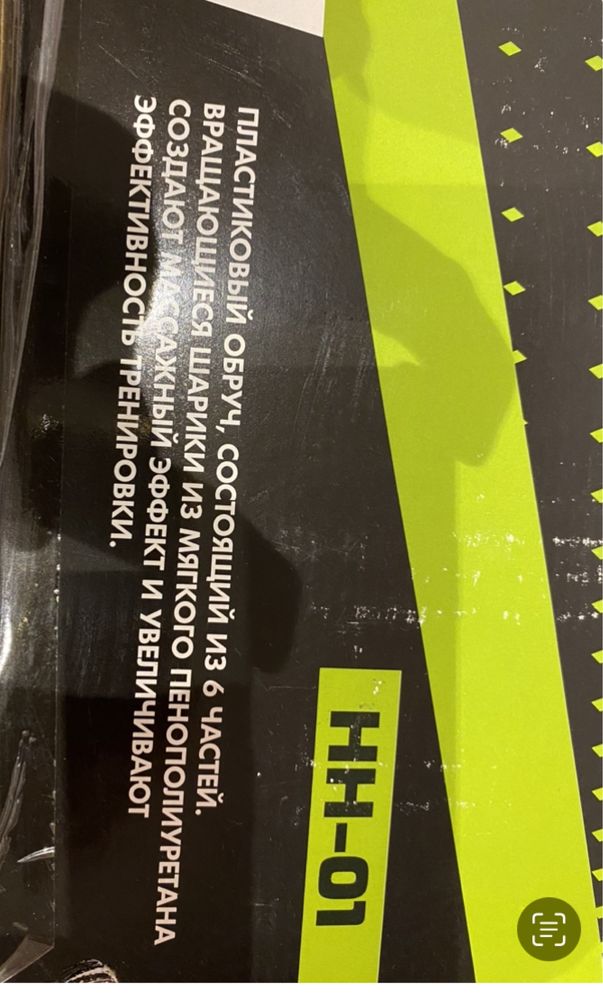 HH-01
ПЛАСТИКОВЫЙ ОБРУЧ, СОСТОЯЩИЙ ИЗ 6 ЧАСТЕЙ.
ВРАЩАЮЩИЕСЯ ШАРИКИ ИЗ МЯГКОГО ПЕНОПОЛИУРЕТАНА
СОЗДАЮТ МАССАЖНЫЙ ЭФФЕКТ И УВЕЛИЧИВАЮТ
ЭФФЕКТИВНОСТЬ ТРЕНИРОВКИ.